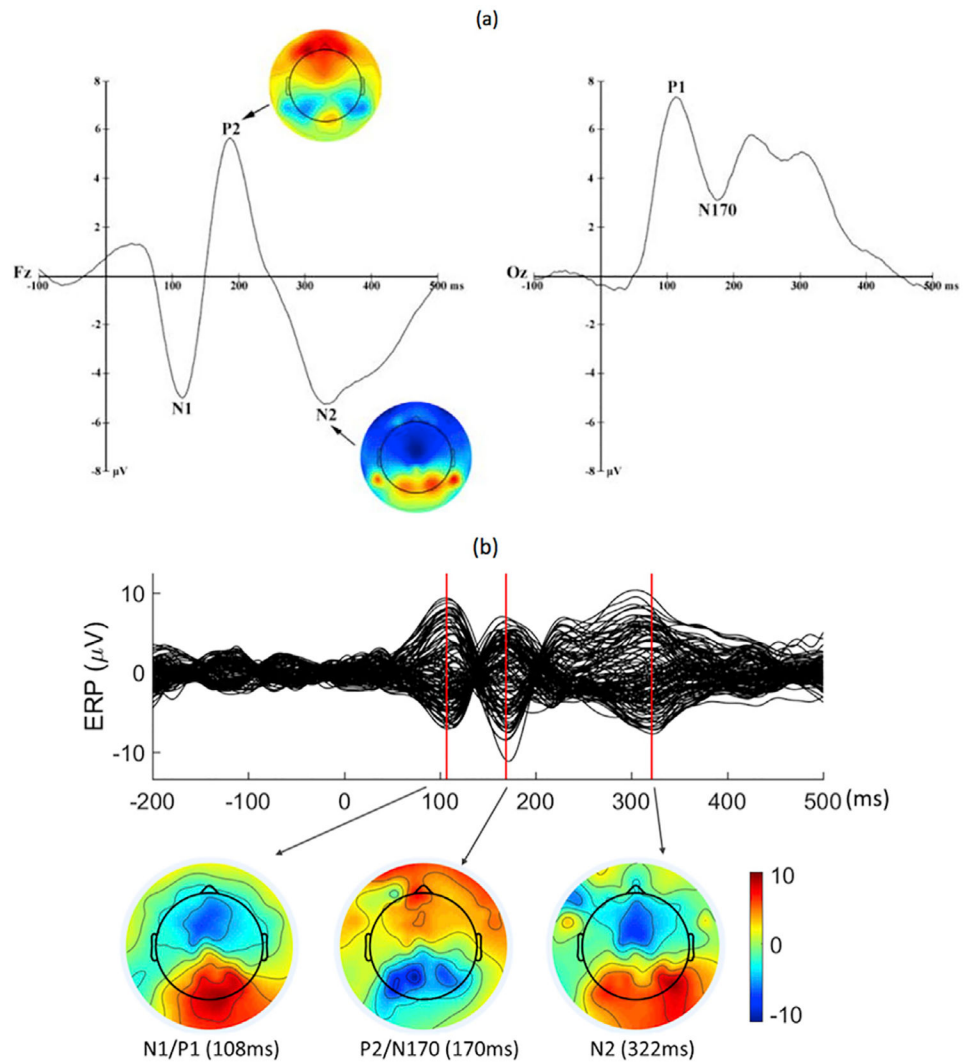 (a)
8
6
4
2
-2
-4
-6
-8
µV
Fz
-100
100
200
300
400
500 ms
P2
N1
N2
8
6
4
2
-2
-4
-6
-8
µV
Oz
-100
100
200
300
400
500 ms
P1
N170
(b)
ERP (µV)
10
0
-10
-200
-100
0
100
200
300
400
500 (ms)
10
0
-10
N1/P1 (108ms)
P2/N170 (170ms)
N2 (322ms)